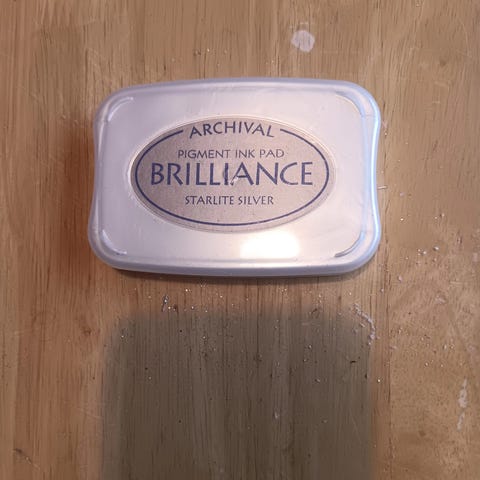 ARCHIVAL
PIGMENT INK PAD
BRILLIANCE
STARLITE SILVER